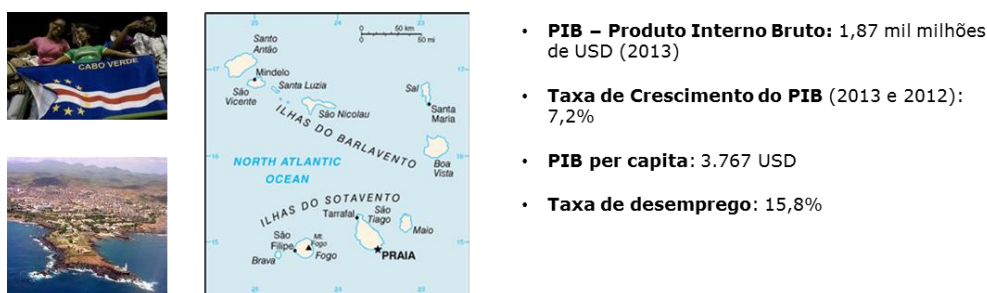 CABO VERDE
25
24
23
0 50 km
0 50 mi
Santo
Antão
17
17
Mindelo
Santa Luzia
São
Vicente
São Nicolau
Sal
Santa
Maria
ILHAS DO BARLAVENTO
16
16
NORTH ATLANTIC
OCEAN
Boa
Vista
ILHAS DO SOTAVENTO
Tarrafal
São
Tiago
Maio
15
15
São
Filipe
Mt.
Fogo
Fogo
Brava
PRAIA
25
24
23
• PIB – Produto Interno Bruto: 1,87 mil milhões
de USD (2013)
• Taxa de Crescimento do PIB (2013 e 2012):
7,2%
• PIB per capita: 3.767 USD
• Taxa de desemprego: 15,8%